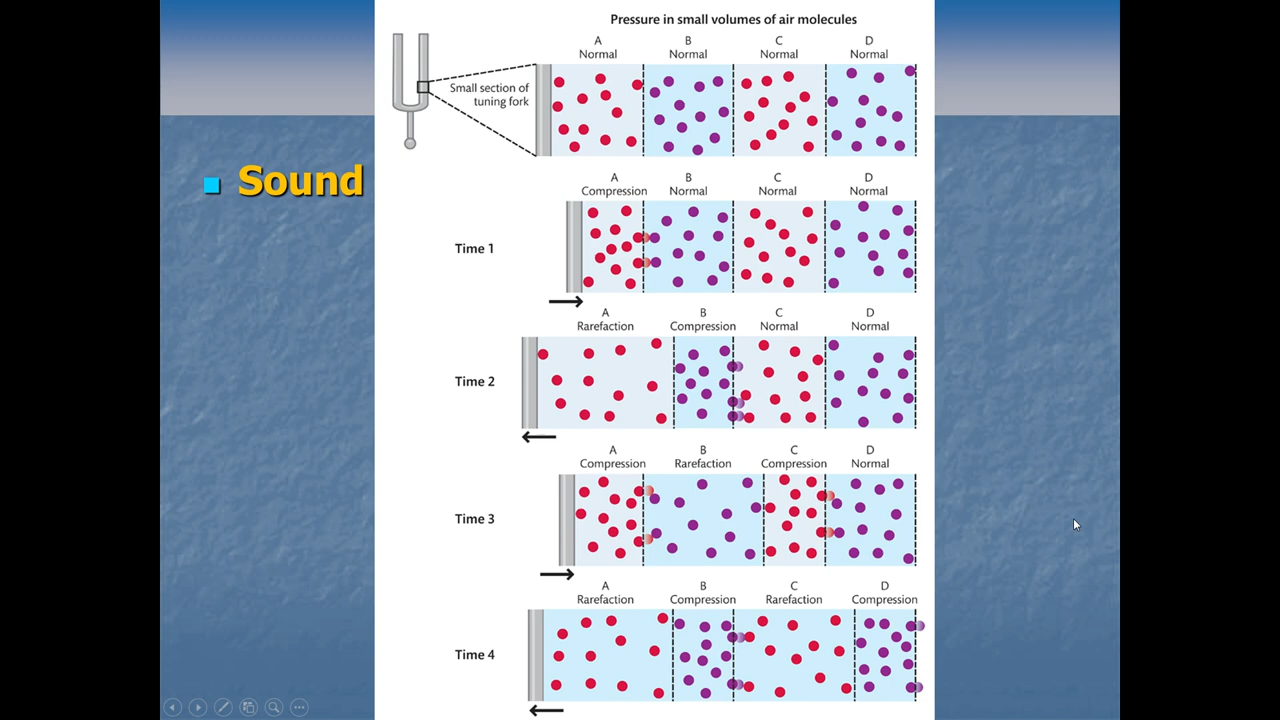 Pressure in small volumes of air molecules
A B C D
Normal Normal Normal Normal
Small section of
tuning fork
Sound
A B C D
Compression Normal Normal Normal
Time 1
A B C D
Rarefaction Compression Normal Normal
Time 2
A B C D
Compression Rarefaction Compression Normal
Time 3
A B C D
Rarefaction Compression Rarefaction Compression
Time 4